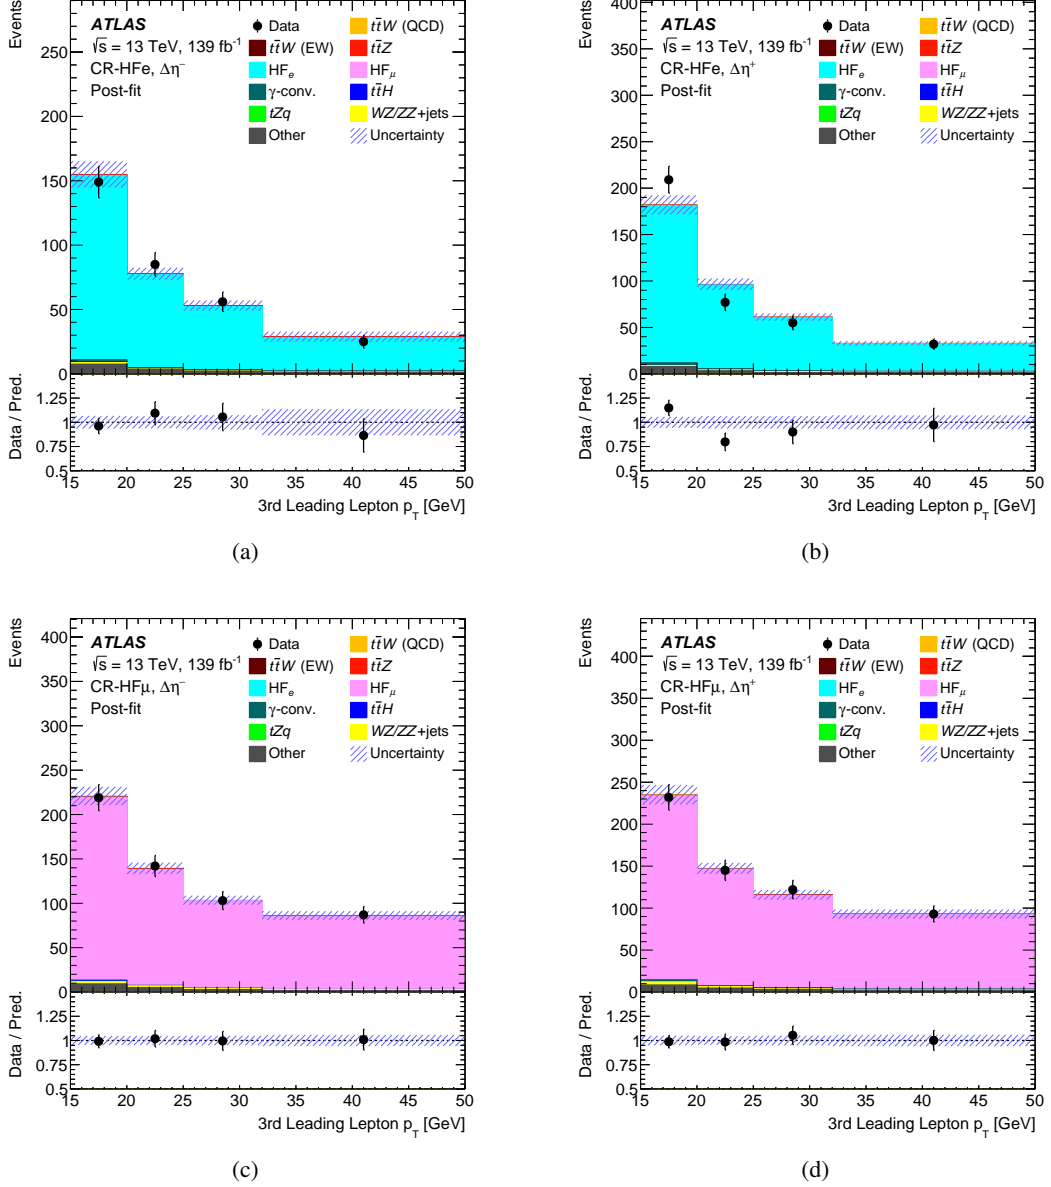 Events
ATLAS
√s = 13 TeV, 139 fb⁻¹
CR-HFe, Δη⁻
Post-fit
Data
tt̄W (EW)
HFₑ
γ-conv.
tZq
Other
tt̄W (QCD)
tt̄Z
HF_μ
tt̄H
WZ/ZZ+jets
Uncertainty
250
200
150
100
50
0
Data / Pred.
1.25
1
0.75
0.5
15 20 25 30 35 40 45 50
3rd Leading Lepton p_T [GeV]
(a)
Events
ATLAS
√s = 13 TeV, 139 fb⁻¹
CR-HFe, Δη⁺
Post-fit
Data
tt̄W (EW)
HFₑ
γ-conv.
tZq
Other
tt̄W (QCD)
tt̄Z
HF_μ
tt̄H
WZ/ZZ+jets
Uncertainty
400
350
300
250
200
150
100
50
0
Data / Pred.
1.25
1
0.75
0.5
15 20 25 30 35 40 45 50
3rd Leading Lepton p_T [GeV]
(b)
Events
ATLAS
√s = 13 TeV, 139 fb⁻¹
CR-HFμ, Δη⁻
Post-fit
Data
tt̄W (EW)
HFₑ
γ-conv.
tZq
Other
tt̄W (QCD)
tt̄Z
HF_μ
tt̄H
WZ/ZZ+jets
Uncertainty
400
350
300
250
200
150
100
50
0
Data / Pred.
1.25
1
0.75
0.5
15 20 25 30 35 40 45 50
3rd Leading Lepton p_T [GeV]
(c)
Events
ATLAS
√s = 13 TeV, 139 fb⁻¹
CR-HFμ, Δη⁺
Post-fit
Data
tt̄W (EW)
HFₑ
γ-conv.
tZq
Other
tt̄W (QCD)
tt̄Z
HF_μ
tt̄H
WZ/ZZ+jets
Uncertainty
400
350
300
250
200
150
100
50
0
Data / Pred.
1.25
1
0.75
0.5
15 20 25 30 35 40 45 50
3rd Leading Lepton p_T [GeV]
(d)